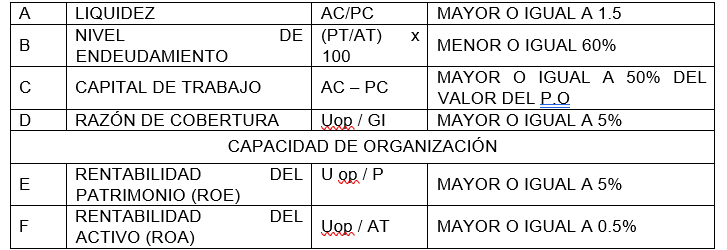 A LIQUIDEZ AC/PC MAYOR O IGUAL A 1.5
B NIVEL DE ENDEUDAMIENTO (PT/AT) x 100 MENOR O IGUAL 60%
C CAPITAL DE TRABAJO AC – PC MAYOR O IGUAL A 50% DEL VALOR DEL P.O
D RAZÓN DE COBERTURA Uop / GI MAYOR O IGUAL A 5%
CAPACIDAD DE ORGANIZACIÓN
E RENTABILIDAD DEL PATRIMONIO (ROE) U op / P MAYOR O IGUAL A 5%
F RENTABILIDAD DEL ACTIVO (ROA) Uop / AT MAYOR O IGUAL A 0.5%